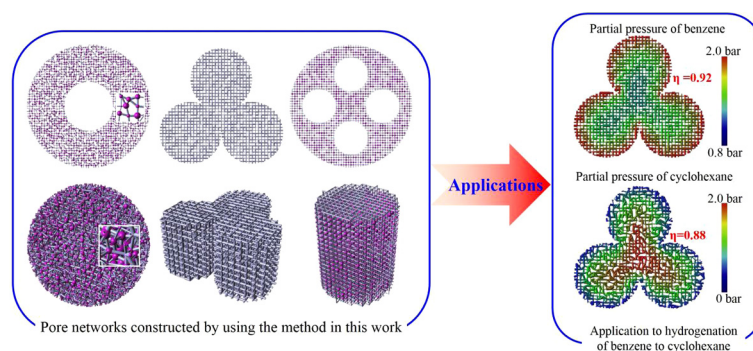 Pore networks constructed by using the method in this work
Applications
Partial pressure of benzene
2.0 bar
η =0.92
0.8 bar
Partial pressure of cyclohexane
2.0 bar
η=0.88
0 bar
Application to hydrogenation
of benzene to cyclohexane